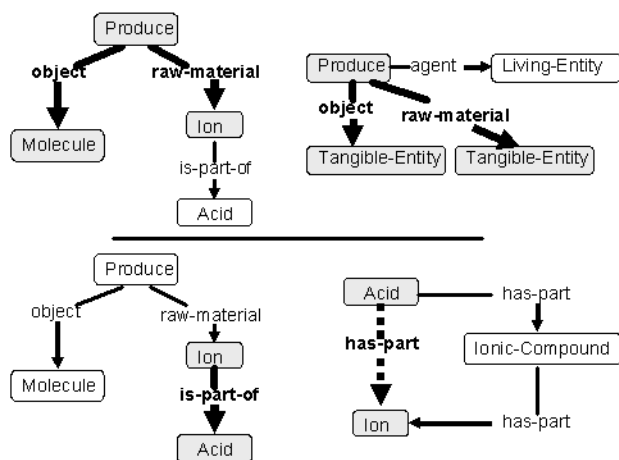 Produce
object
raw-material
Molecule
Ion
is-part-of
Acid
Produce
agent
Living-Entity
object
raw-material
Tangible-Entity
Tangible-Entity
Produce
object
raw-material
Molecule
Ion
is-part-of
Acid
Acid
has-part
has-part
Ionic-Compound
Ion
has-part